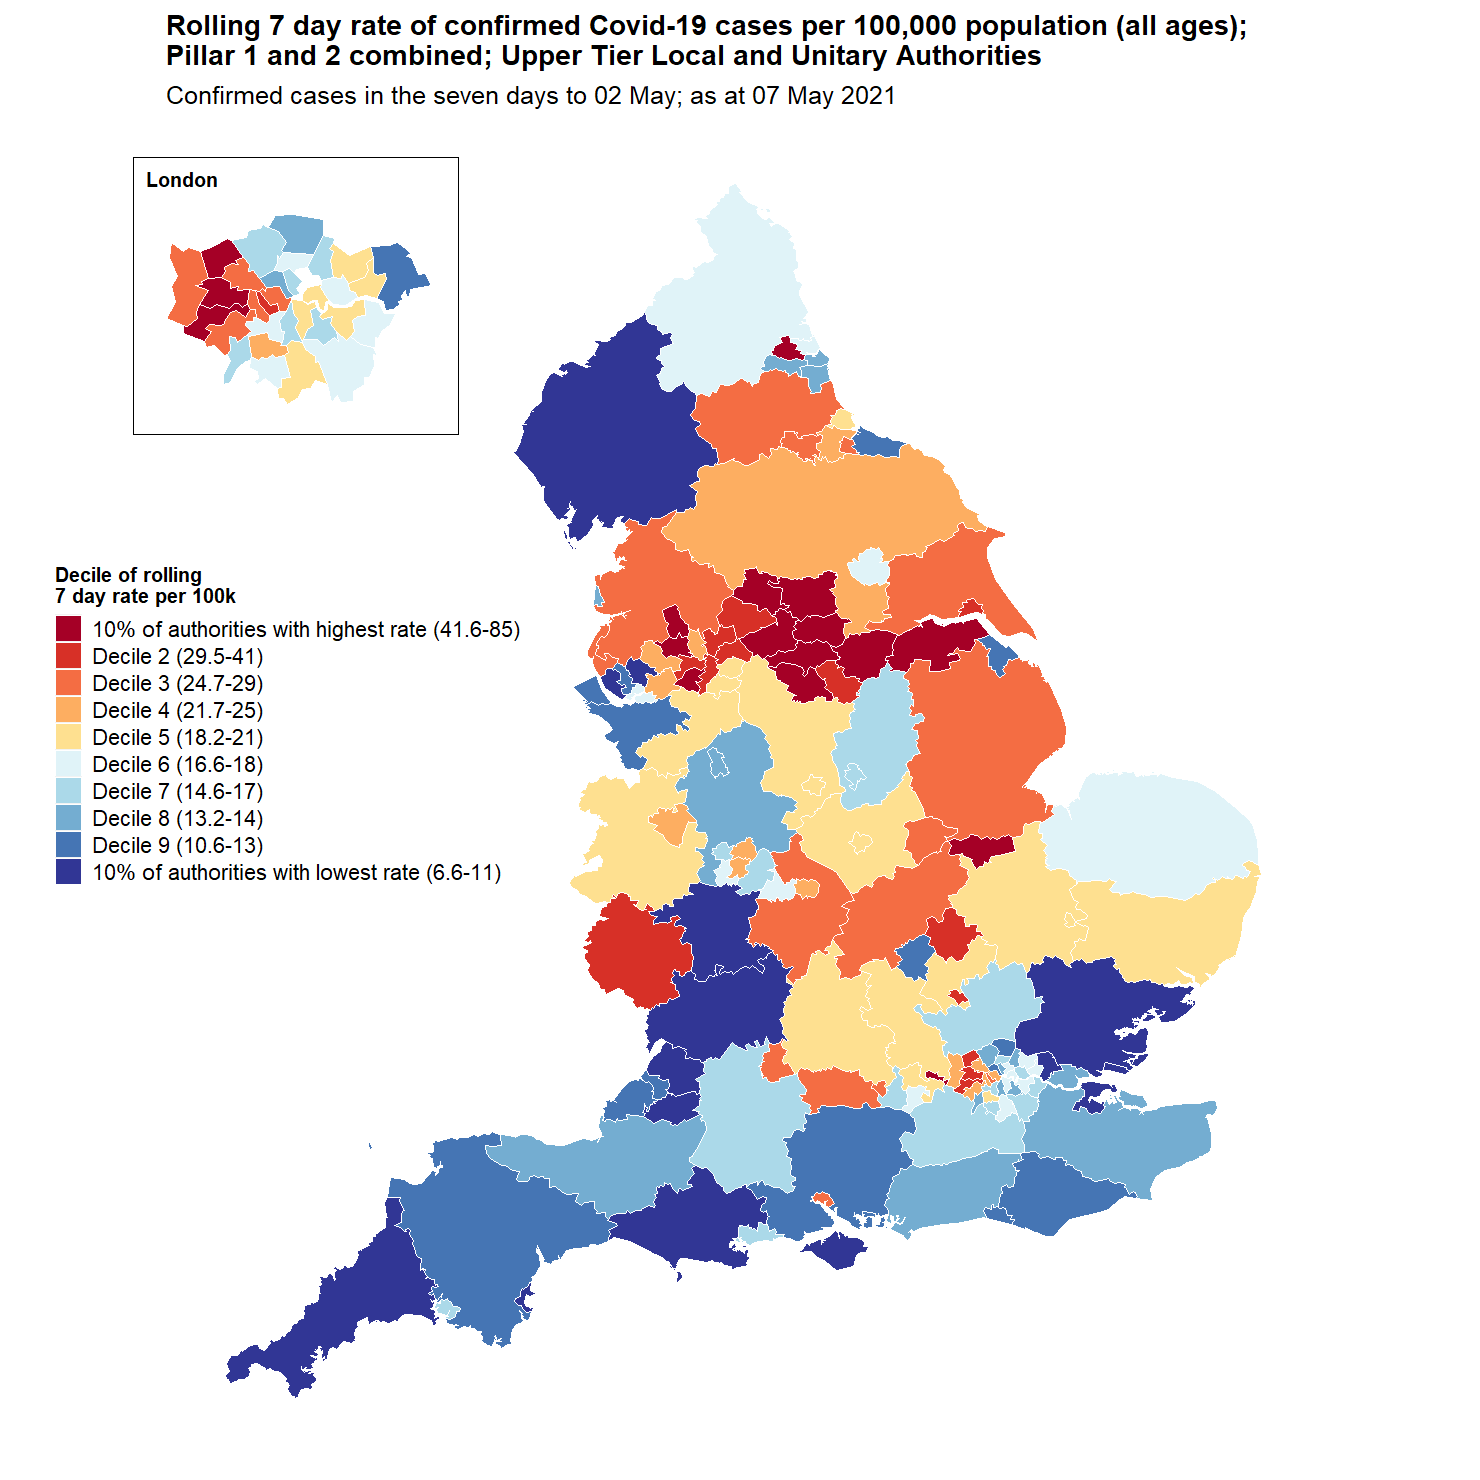 Rolling 7 day rate of confirmed Covid-19 cases per 100,000 population (all ages);
Pillar 1 and 2 combined; Upper Tier Local and Unitary Authorities
Confirmed cases in the seven days to 02 May; as at 07 May 2021
London
Decile of rolling
7 day rate per 100k
10% of authorities with highest rate (41.6-85)
Decile 2 (29.5-41)
Decile 3 (24.7-29)
Decile 4 (21.7-25)
Decile 5 (18.2-21)
Decile 6 (16.6-18)
Decile 7 (14.6-17)
Decile 8 (13.2-14)
Decile 9 (10.6-13)
10% of authorities with lowest rate (6.6-11)